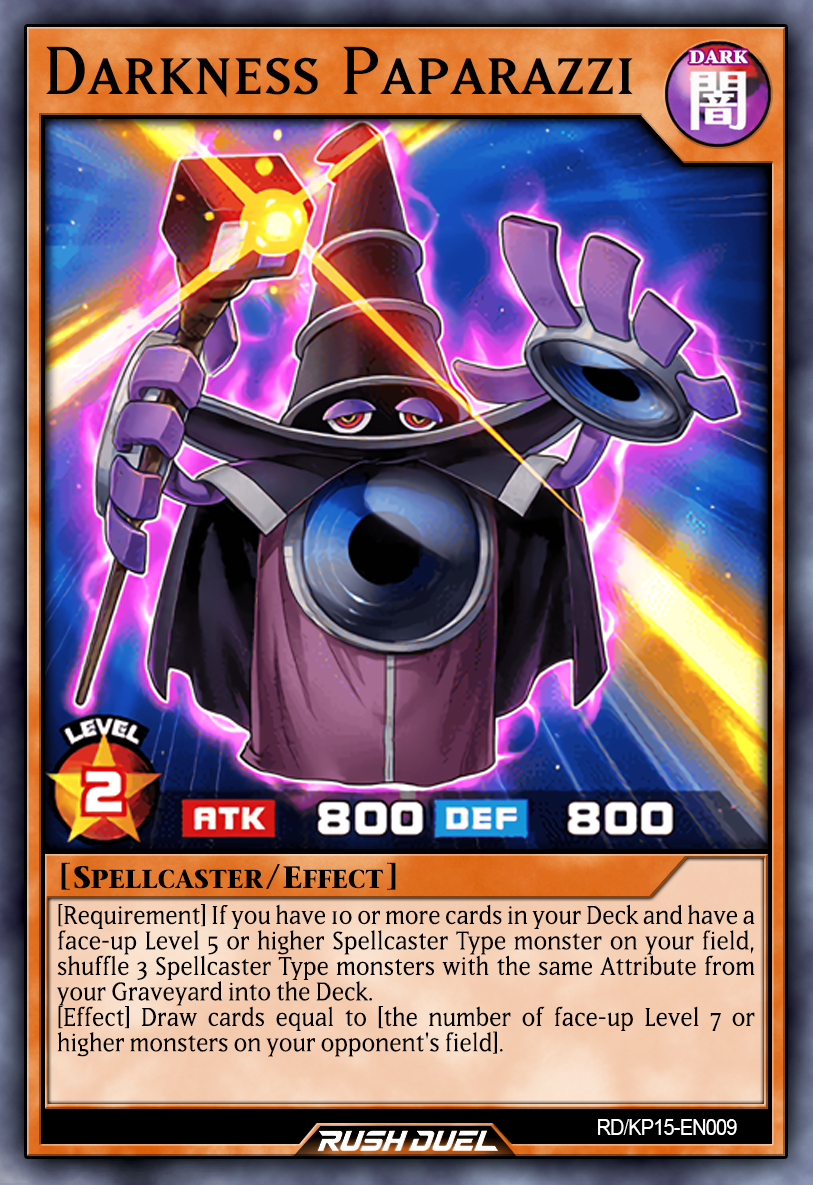 Darkness Paparazzi
DARK
闇
LEVEL
2
ATK 800 DEF 800
[Spellcaster/Effect]
[Requirement] If you have 10 or more cards in your Deck and have a
face-up Level 5 or higher Spellcaster Type monster on your field,
shuffle 3 Spellcaster Type monsters with the same Attribute from
your Graveyard into the Deck.
[Effect] Draw cards equal to [the number of face-up Level 7 or
higher monsters on your opponent's field].
RD/KP15-EN009
RUSH DUEL